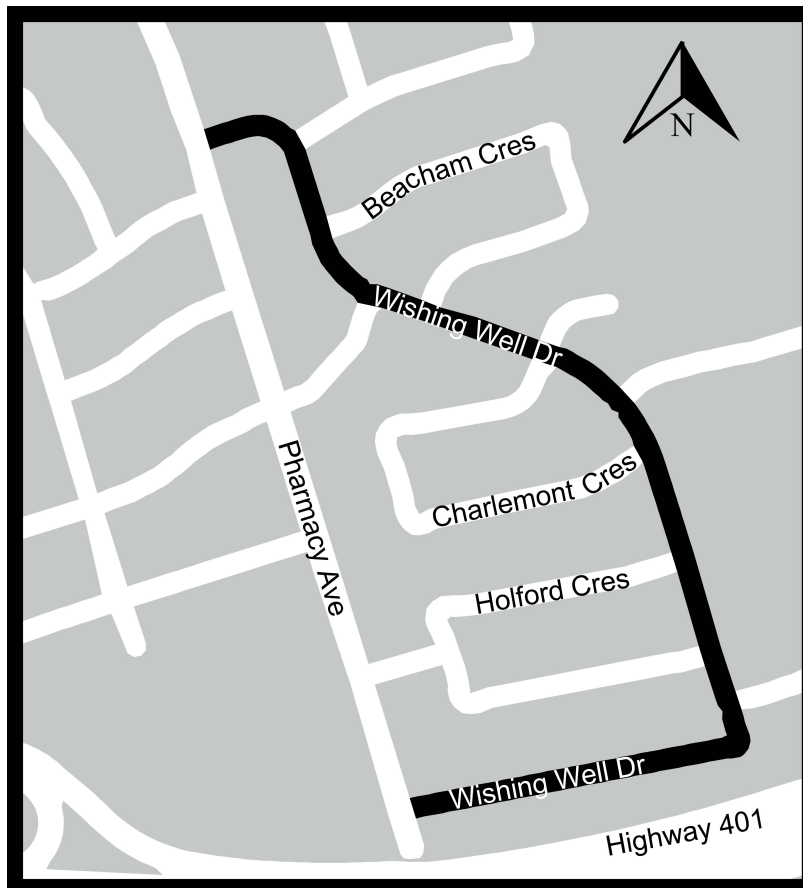 N
Beacham Cres
Wishing Well Dr
Pharmacy Ave
Charlemont Cres
Holford Cres
Wishing Well Dr
Highway 401